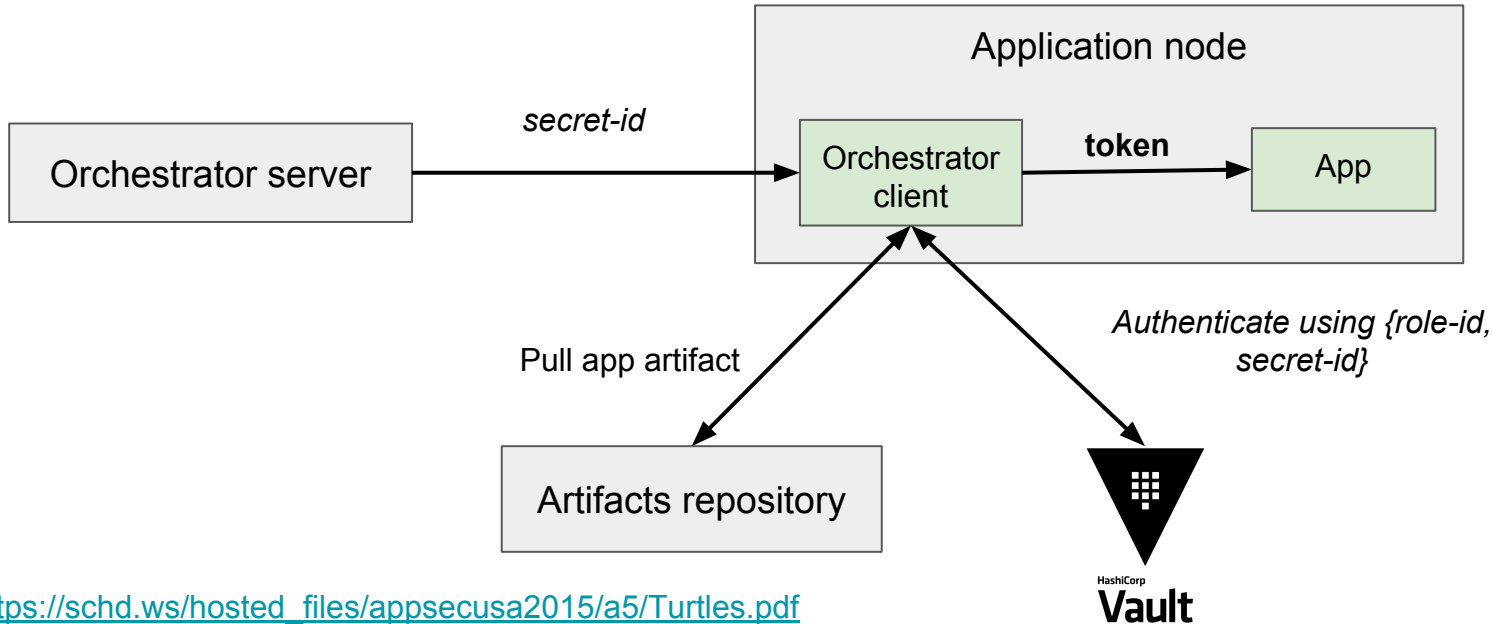 Application node
secret-id
Orchestrator server
Orchestrator
client
token
App
Pull app artifact
Authenticate using {role-id,
secret-id}
Artifacts repository
HashiCorp
Vault
tps://schd.ws/hosted_files/appsecusa2015/a5/Turtles.pdf